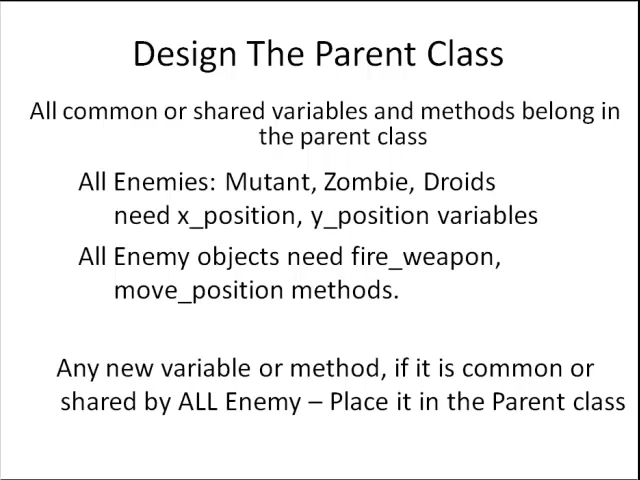 Design The Parent Class
All common or shared variables and methods belong in
the parent class
All Enemies: Mutant, Zombie, Droids
need x_position, y_position variables
All Enemy objects need fire_weapon,
move_position methods.
Any new variable or method, if it is common or
shared by ALL Enemy – Place it in the Parent class